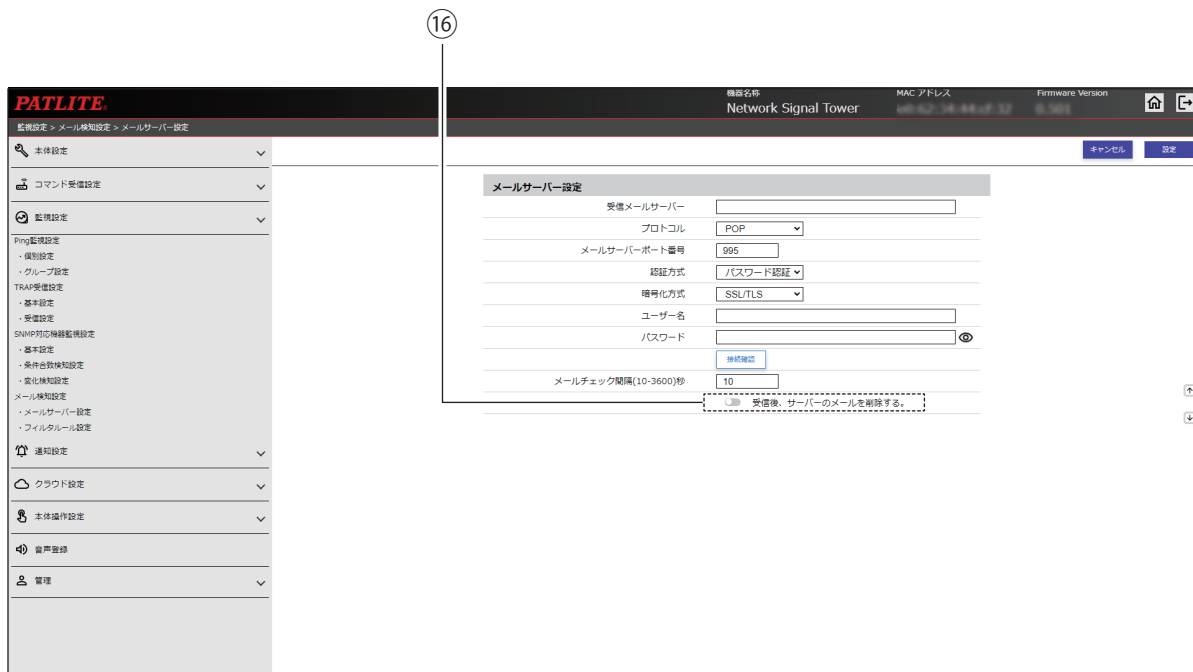 ⑯
PATLITE.
機器名称
Network Signal Tower
MAC アドレス
Firmware Version
0.501
監視設定 > メール検知設定 > メールサーバー設定
キャンセル
設定
本体設定
コマンド受信設定
監視設定
Ping監視設定
・個別設定
・グループ設定
TRAP受信設定
・基本設定
・受信設定
SNMP対応機器監視設定
・基本設定
・条件合致検知設定
・変化検知設定
メール検知設定
・メールサーバー設定
・フィルタルール設定
通知設定
クラウド設定
本体操作設定
音声登録
管理
メールサーバー設定
受信メールサーバー
プロトコル POP
メールサーバーポート番号 995
認証方式 パスワード認証
暗号化方式 SSL/TLS
ユーザー名
パスワード
接続確認
メールチェック間隔(10-3600)秒 10
受信後、サーバーのメールを削除する。